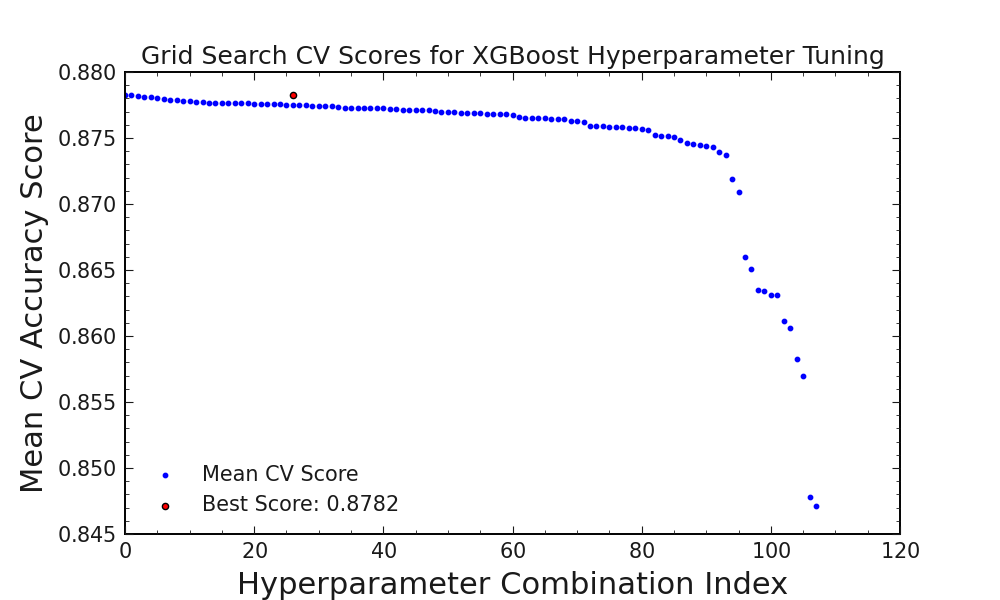 Grid Search CV Scores for XGBoost Hyperparameter Tuning
Mean CV Accuracy Score
0.880
0.875
0.870
0.865
0.860
0.855
0.850
0.845
Mean CV Score
Best Score: 0.8782
0 20 40 60 80 100 120
Hyperparameter Combination Index